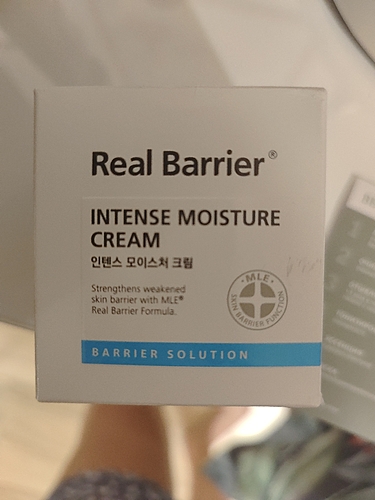 Real Barrier®
INTENSE MOISTURE
CREAM
인텐스 모이스처 크림
Strengthens weakened
skin barrier with MLE®
Real Barrier Formula.
·MLE·
SKIN BARRIER FUNCTION
BARRIER SOLUTION